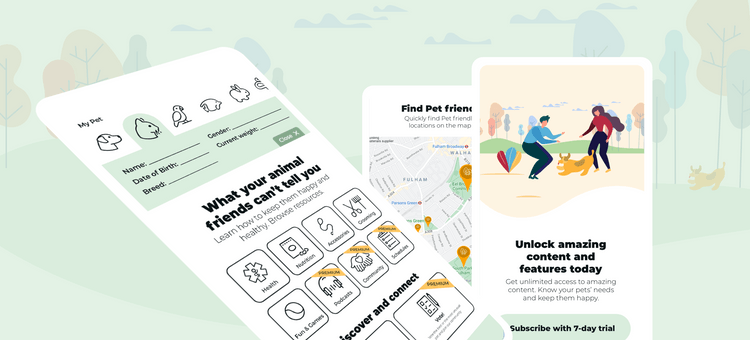 My Pet
Name:
Gender:
Date of Birth:
Current weight:
Breed:
Close X
What your animal
friends can't tell you
Learn how to keep them happy and
healthy. Browse resources.
Health
Nutrition
Accessories
Grooming
Fun & Games
PREMIUM
Podcasts
PREMIUM
Community
PREMIUM
Schedules
iscover and connect
PREMIUM
Vote!
Find Pet friend
Quickly find Pet friendl
locations on the map
Fulham Broadway
WALHA
FULHAM
Parsons Green
Unlock amazing
content and
features today
Get unlimited access to amazing
content. Know your pets' needs
and keep them happy.
Subscribe with 7-day trial